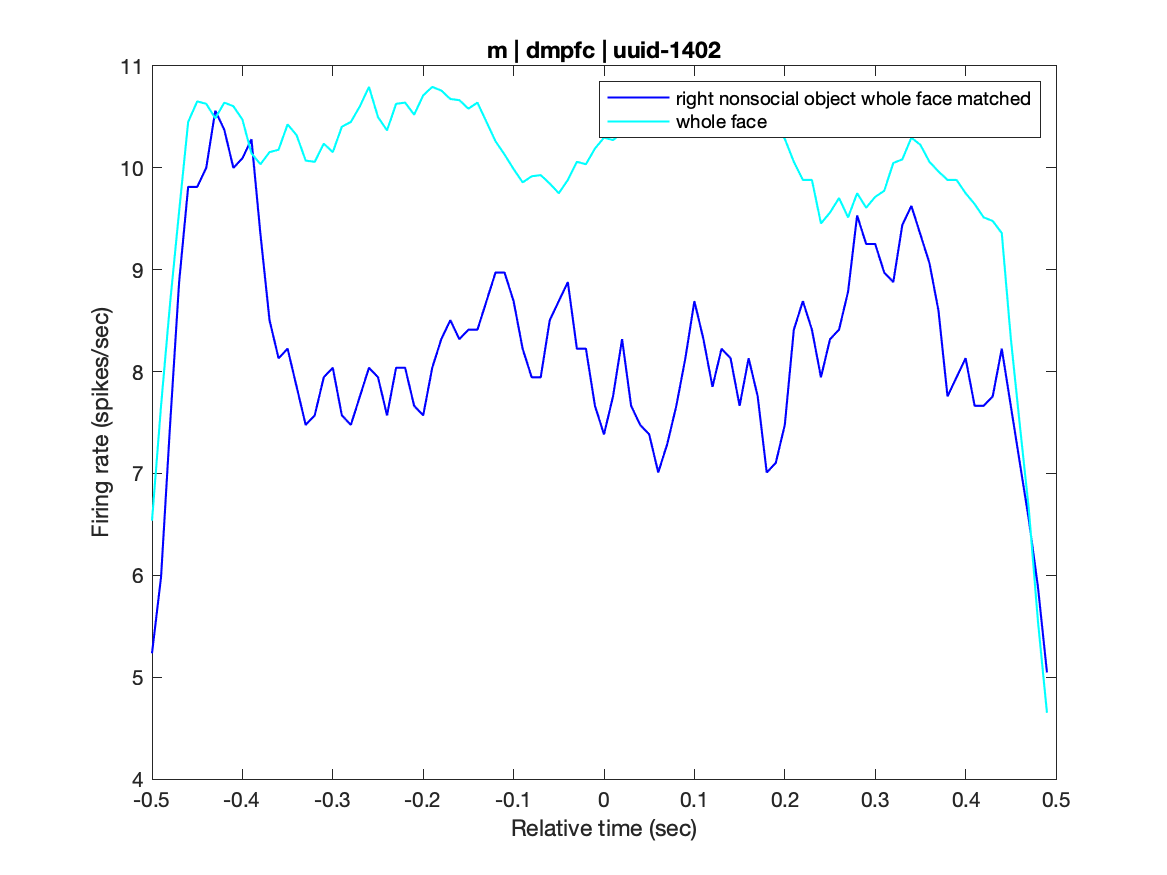 m | dmpfc | uuid-1402
right nonsocial object whole face matched
whole face
11
10
9
8
7
6
5
4
Firing rate (spikes/sec)
-0.5 -0.4 -0.3 -0.2 -0.1 0 0.1 0.2 0.3 0.4 0.5
Relative time (sec)